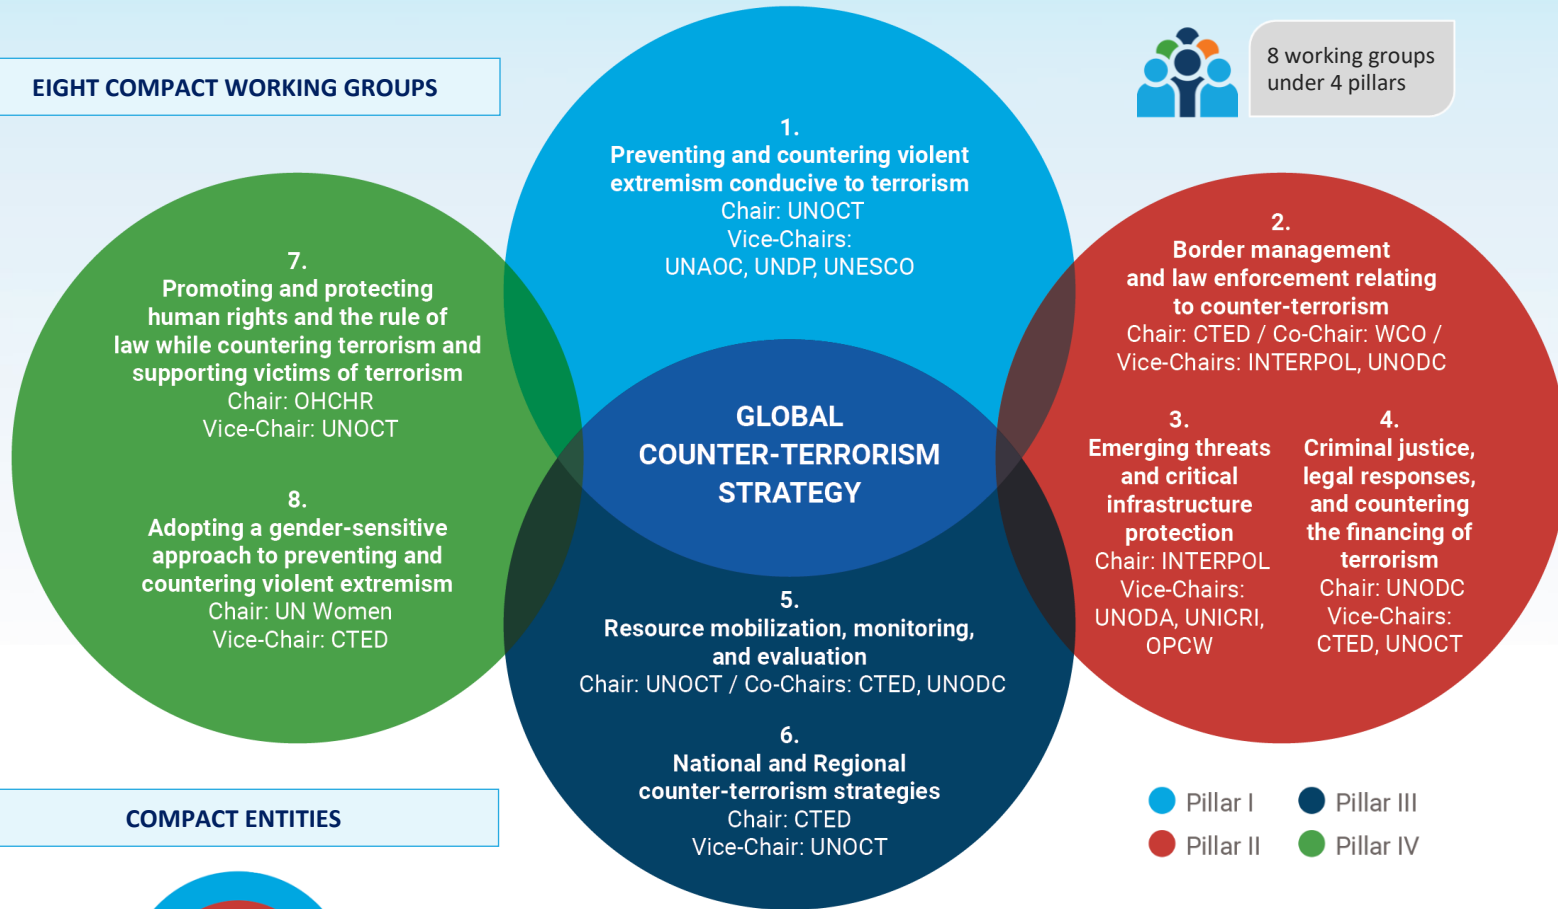 EIGHT COMPACT WORKING GROUPS
8 working groups
under 4 pillars
1.
Preventing and countering violent
extremism conducive to terrorism
Chair: UNOCT
Vice-Chairs:
UNAOC, UNDP, UNESCO
7.
Promoting and protecting
human rights and the rule of
law while countering terrorism and
supporting victims of terrorism
Chair: OHCHR
Vice-Chair: UNOCT
8.
Adopting a gender-sensitive
approach to preventing and
countering violent extremism
Chair: UN Women
Vice-Chair: CTED
GLOBAL
COUNTER-TERRORISM
STRATEGY
2.
Border management
and law enforcement relating
to counter-terrorism
Chair: CTED / Co-Chair: WCO /
Vice-Chairs: INTERPOL, UNODC
3.
Emerging threats
and critical
infrastructure
protection
Chair: INTERPOL
Vice-Chairs:
UNODA, UNICRI,
OPCW
4.
Criminal justice,
legal responses,
and countering
the financing of
terrorism
Chair: UNODC
Vice-Chairs:
CTED, UNOCT
5.
Resource mobilization, monitoring,
and evaluation
Chair: UNOCT / Co-Chairs: CTED, UNODC
6.
National and Regional
counter-terrorism strategies
Chair: CTED
Vice-Chair: UNOCT
Pillar I
Pillar III
Pillar II
Pillar IV
COMPACT ENTITIES